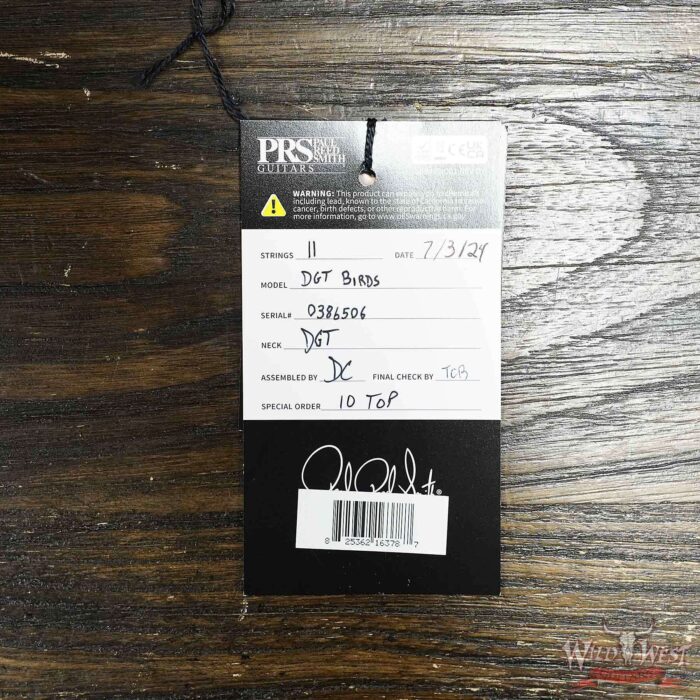 PRS PAUL REED SMITH
GUITARS
WARNING: This product can expose you to chemicals
including lead, known to the state of California to cause
cancer, birth defects, or other reproductive harm. For
more information, go to www.P65warnings.ca.gov
STRINGS 11 DATE 7/3/24
MODEL DGT BIRDS
SERIAL# 0386506
NECK DGT
ASSEMBLED BY DC FINAL CHECK BY TCB
SPECIAL ORDER 10 TOP
8 25362 16378 7
WILD WEST